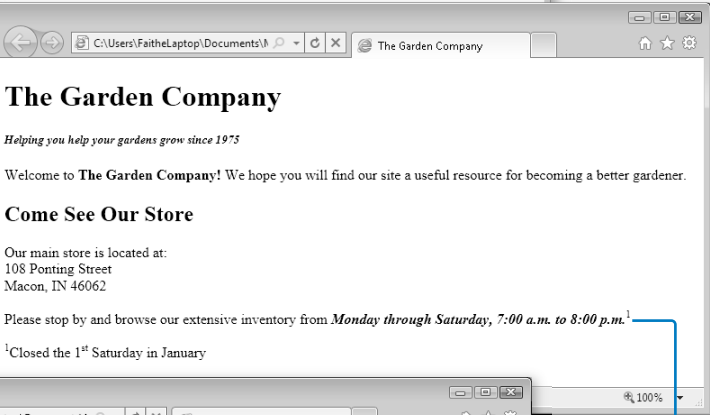 C:\Users\FaitheLaptop\Documents\
The Garden Company
The Garden Company
Helping you help your gardens grow since 1975
Welcome to The Garden Company! We hope you will find our site a useful resource for becoming a better gardener.
Come See Our Store
Our main store is located at:
108 Ponting Street
Macon, IN 46062
Please stop by and browse our extensive inventory from Monday through Saturday, 7:00 a.m. to 8:00 p.m.¹
¹Closed the 1st Saturday in January
100%